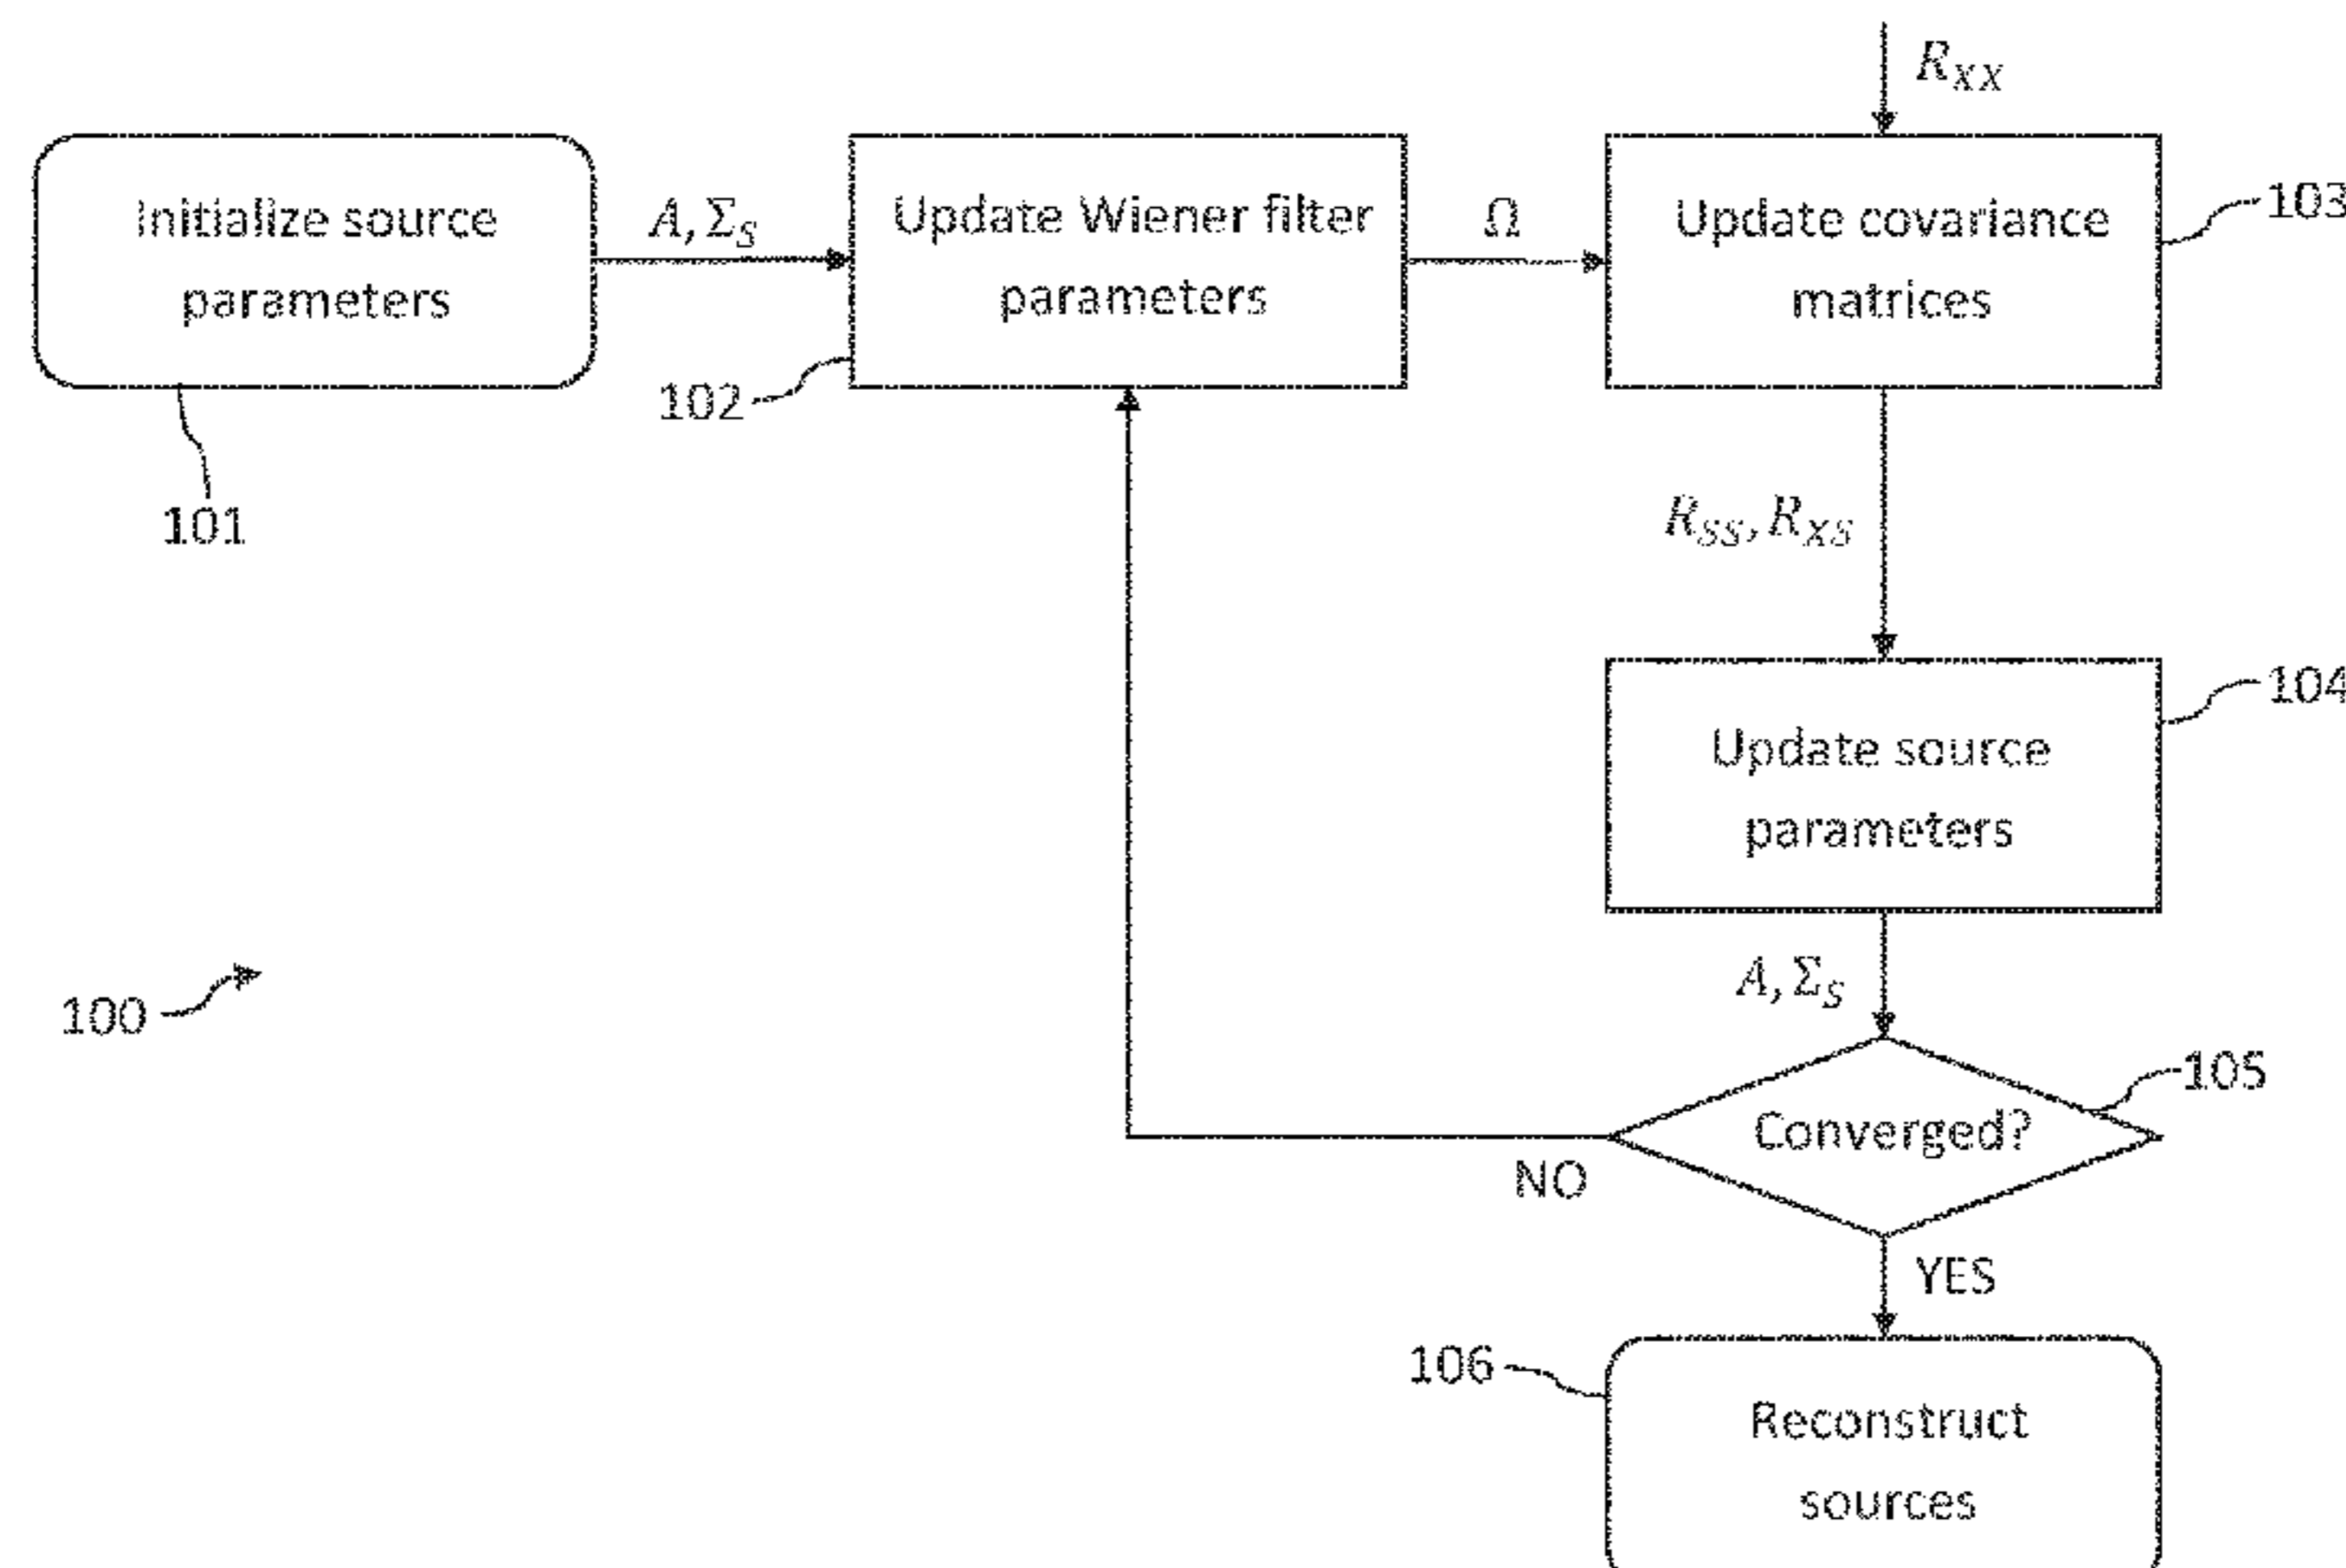 R_XX
Initialize source
parameters
A, Σ_S
Update Wiener filter
parameters
Ω
Update covariance
matrices
103
102
101
R_SS, R_XS
104
Update source
parameters
A, Σ_S
100
105
Converged?
NO
YES
106
Reconstruct
sources